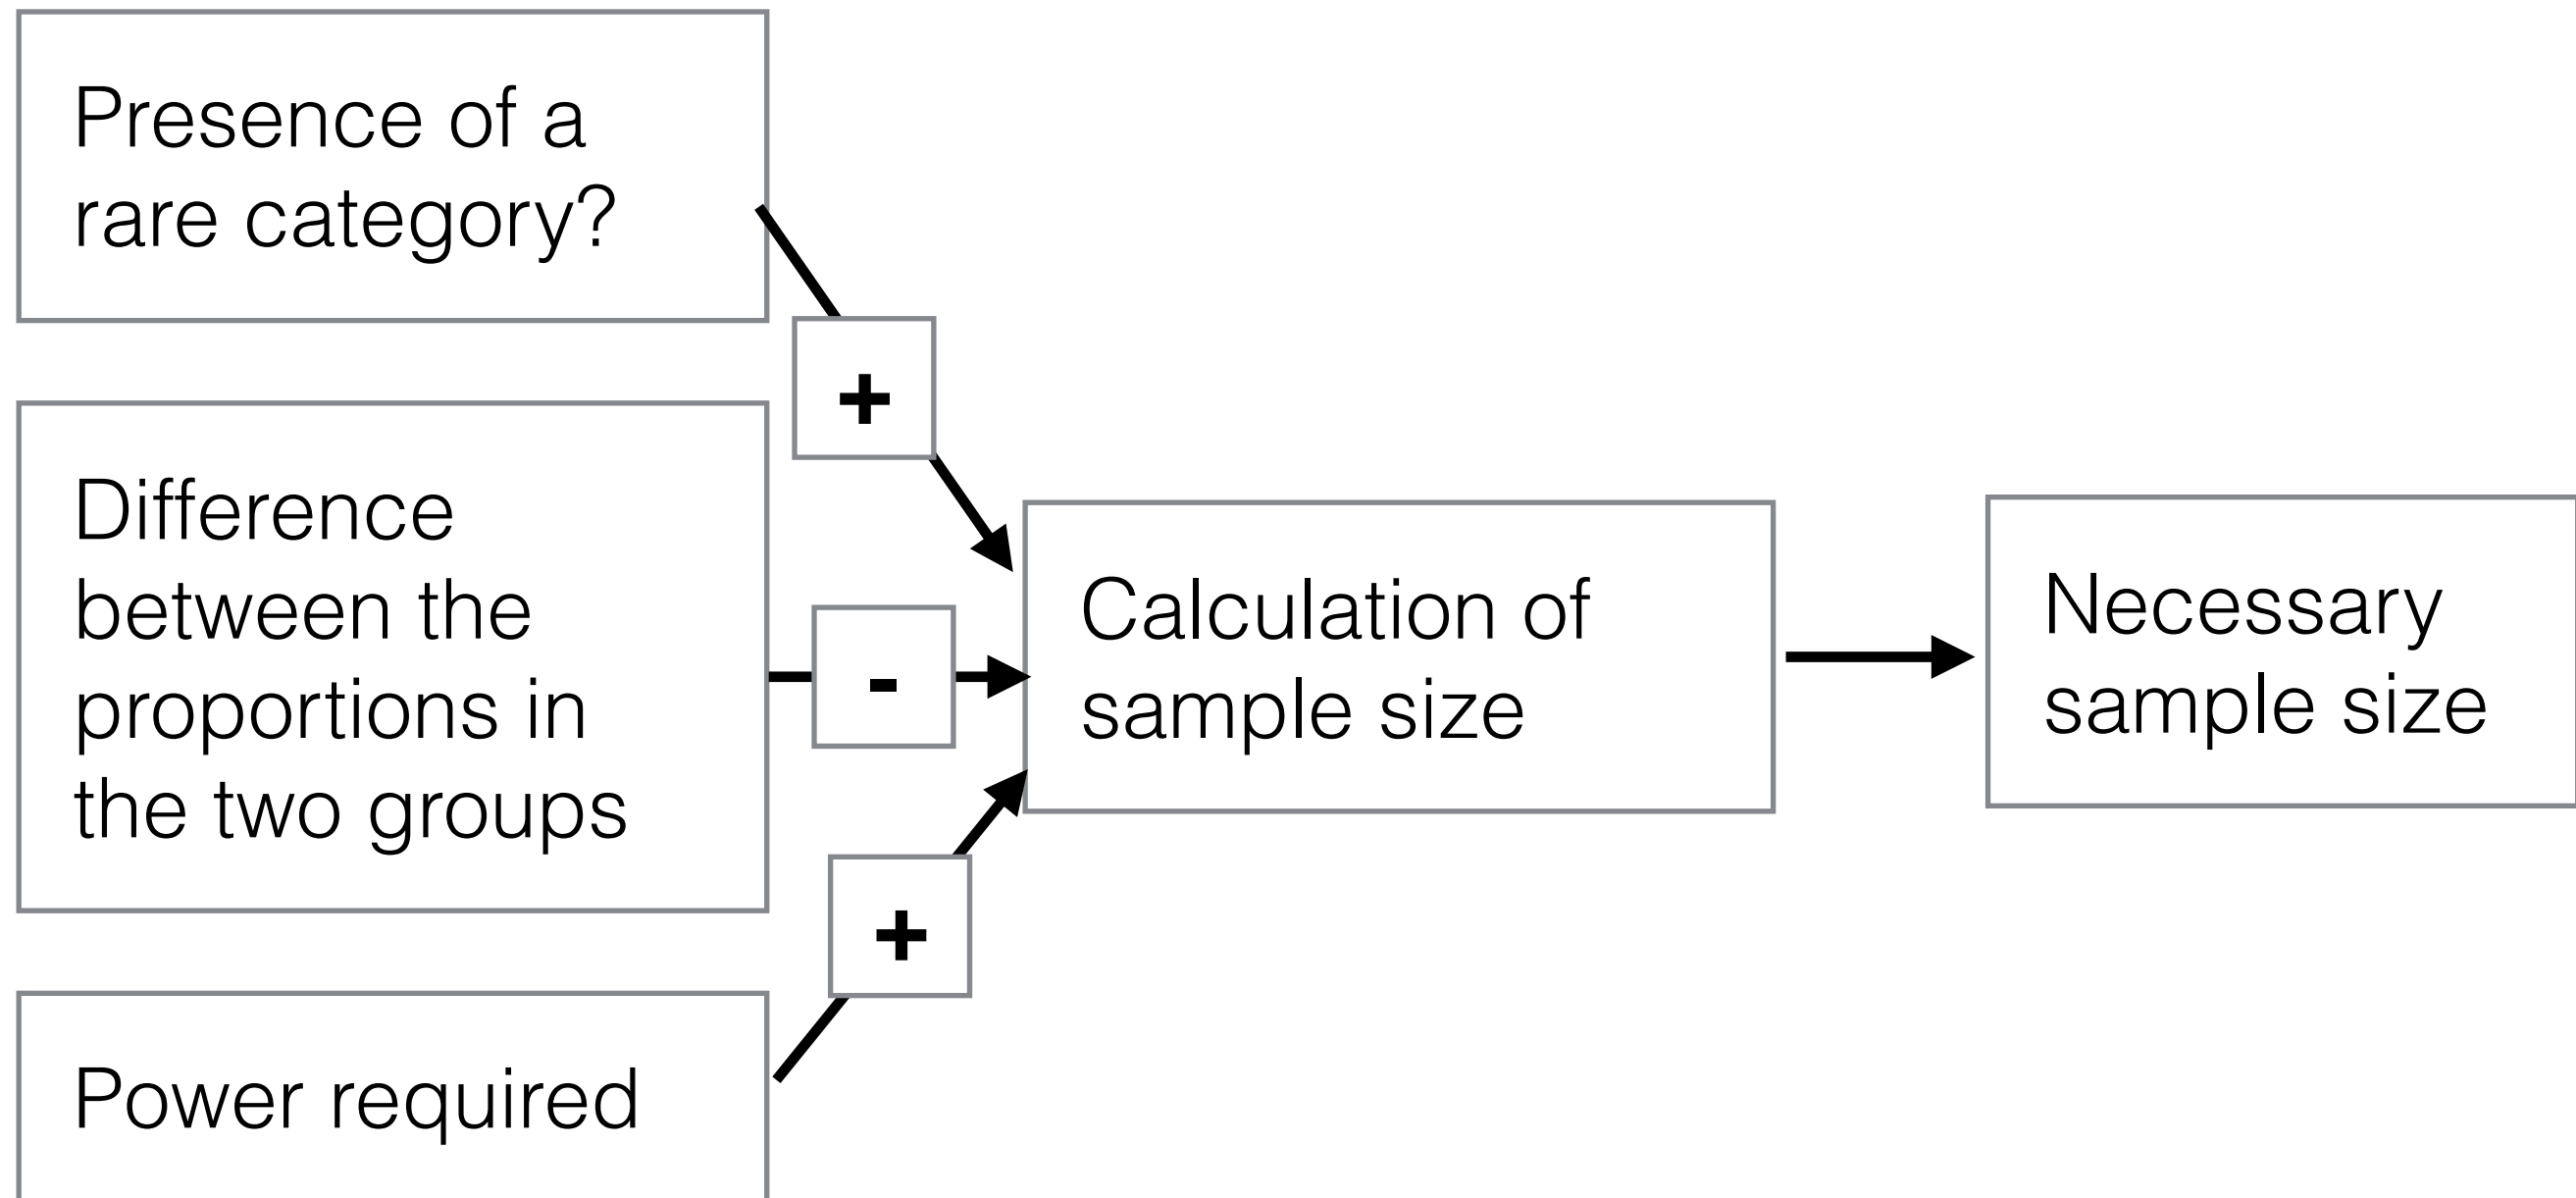 Presence of a
rare category?
+
Difference
between the
proportions in
the two groups
-
Calculation of
sample size
Necessary
sample size
+
Power required